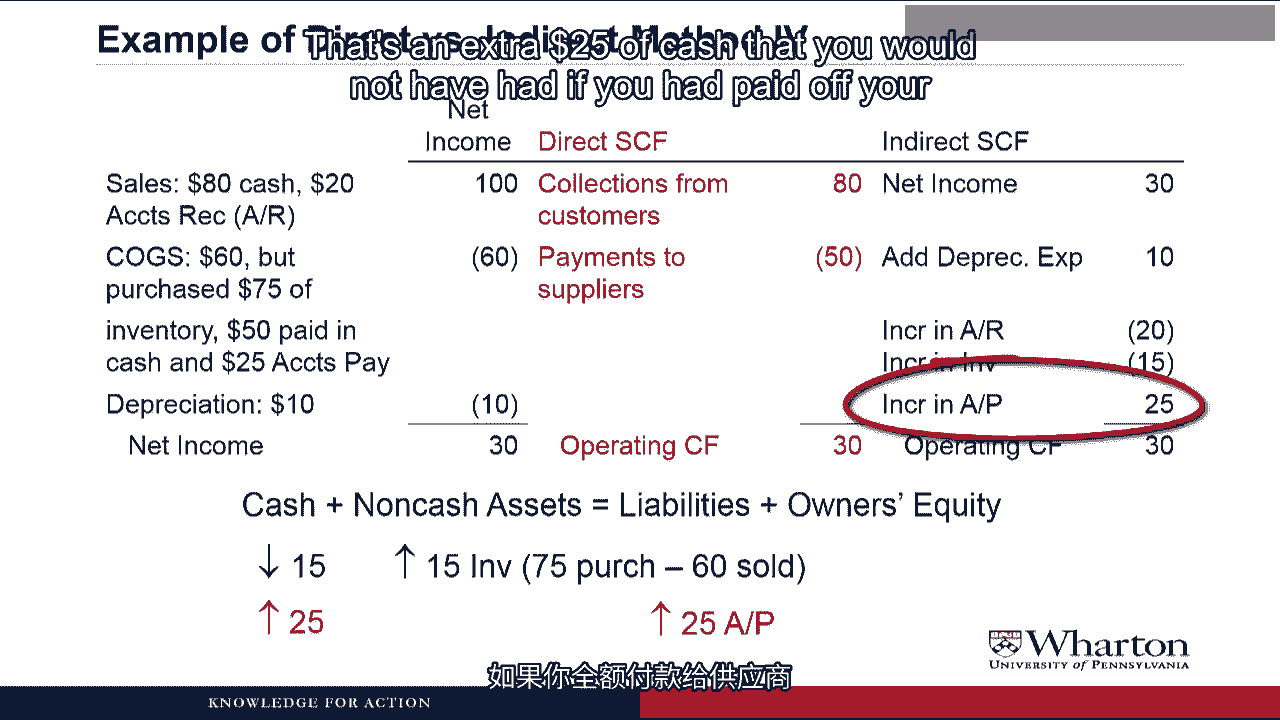 Example of Direct vs. Indirect Method IV
That's an extra $25 of cash that you would
not have had if you had paid off your
Net
Income Direct SCF Indirect SCF
Sales: $80 cash, $20 100 Collections from 80 Net Income 30
Accts Rec (A/R) customers
COGS: $60, but (60) Payments to (50) Add Deprec. Exp 10
purchased $75 of suppliers
inventory, $50 paid in Incr in A/R (20)
cash and $25 Accts Pay Incr in Inv (15)
Depreciation: $10 (10) Incr in A/P 25
Net Income 30 Operating CF 30 Operating CF 30
Cash + Noncash Assets = Liabilities + Owners' Equity
↓ 15 ↑ 15 Inv (75 purch – 60 sold)
↑ 25 ↑ 25 A/P
Wharton
UNIVERSITY of PENNSYLVANIA
如果你全额付款给供应商
KNOWLEDGE FOR ACTION